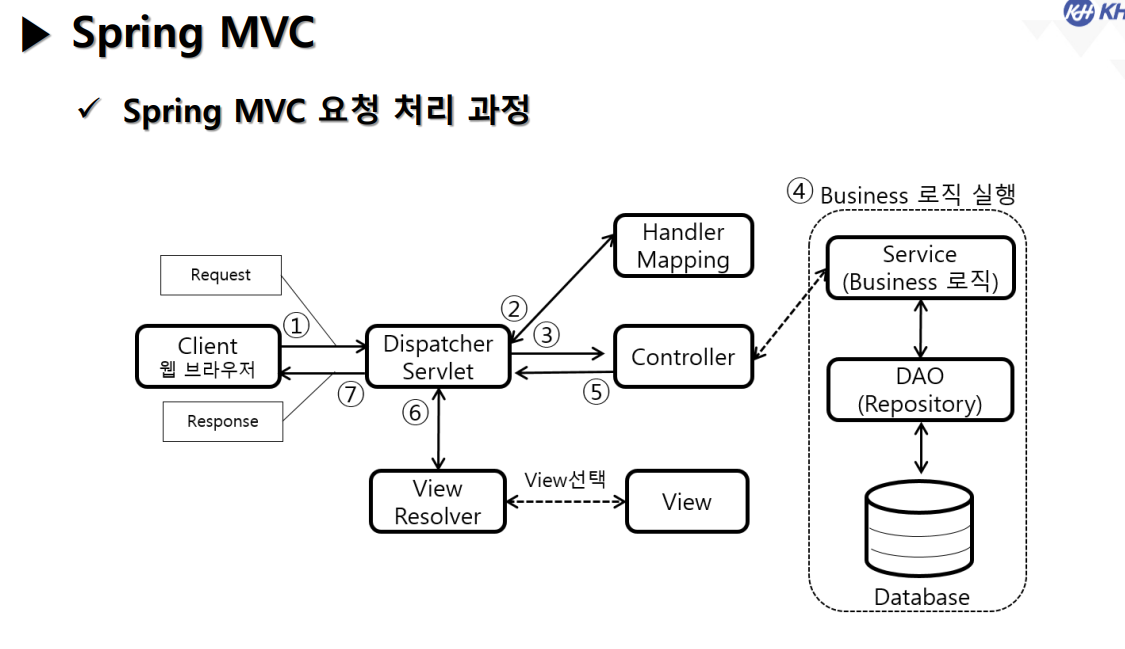 ▶ Spring MVC
KH KH
✓ Spring MVC 요청 처리 과정
④ Business 로직 실행
Handler
Mapping
Service
(Business 로직)
Request
①
②
③
Client
웹 브라우저
Dispatcher
Servlet
Controller
DAO
(Repository)
⑦
⑥
⑤
Response
View
Resolver
View선택
View
Database